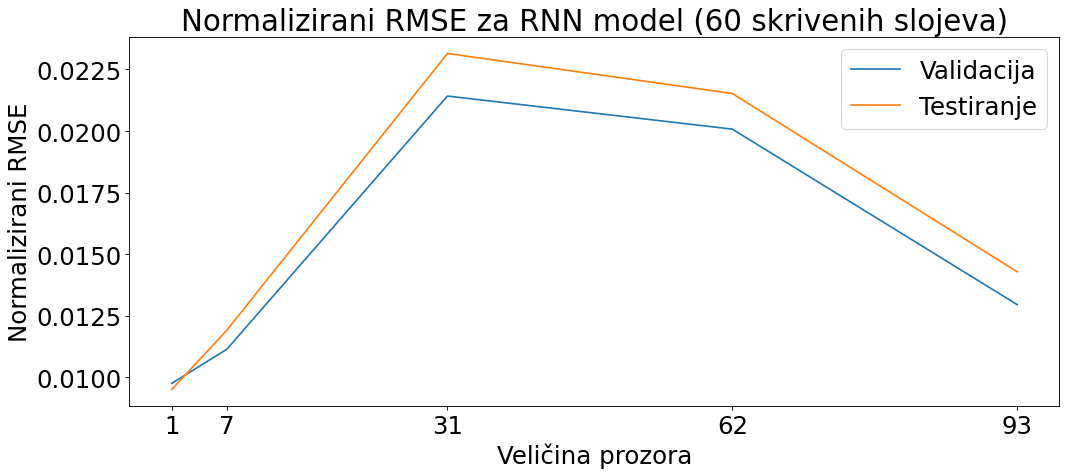 Normalizirani RMSE za RNN model (60 skrivenih slojeva)
Normalizirani RMSE
0.0225
0.0200
0.0175
0.0150
0.0125
0.0100
Validacija
Testiranje
1 7 31 62 93
Veličina prozora